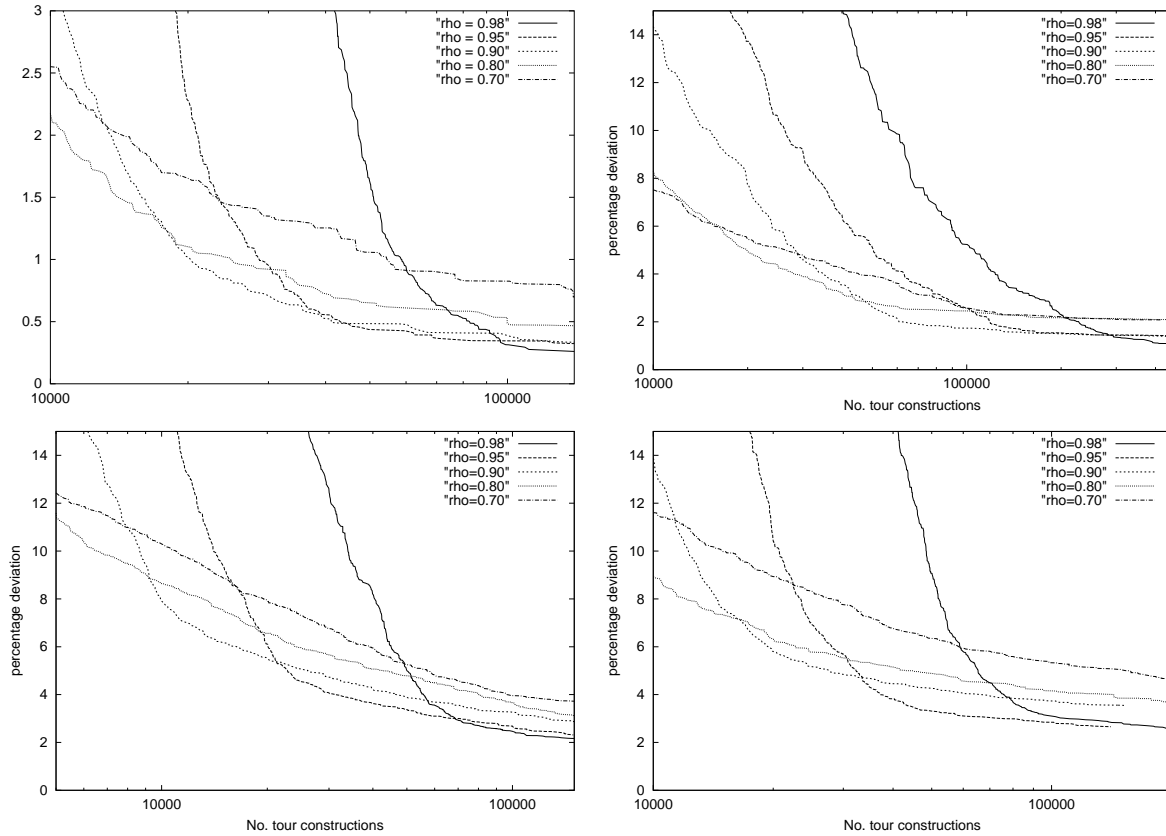 3
2.5
2
1.5
1
0.5
0
10000
100000
"rho = 0.98"
"rho = 0.95"
"rho = 0.90"
"rho = 0.80"
"rho = 0.70"
percentage deviation
14
12
10
8
6
4
2
0
10000
100000
No. tour constructions
"rho=0.98"
"rho=0.95"
"rho=0.90"
"rho=0.80"
"rho=0.70"
percentage deviation
14
12
10
8
6
4
2
0
10000
100000
No. tour constructions
"rho=0.98"
"rho=0.95"
"rho=0.90"
"rho=0.80"
"rho=0.70"
percentage deviation
14
12
10
8
6
4
2
0
10000
100000
No. tour constructions
"rho=0.98"
"rho=0.95"
"rho=0.90"
"rho=0.80"
"rho=0.70"